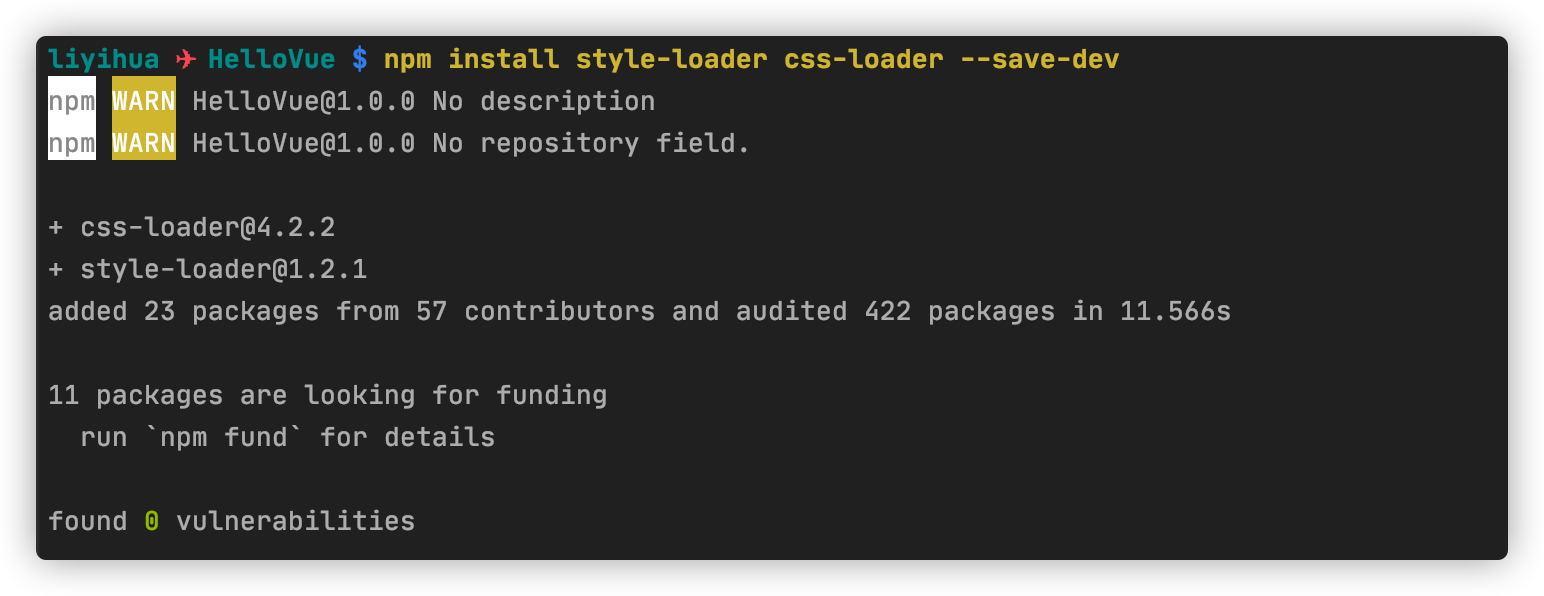 liyihua ✈ HelloVue $ npm install style-loader css-loader --save-dev
npm WARN HelloVue@1.0.0 No description
npm WARN HelloVue@1.0.0 No repository field.
+ css-loader@4.2.2
+ style-loader@1.2.1
added 23 packages from 57 contributors and audited 422 packages in 11.566s
11 packages are looking for funding
  run `npm fund` for details
found 0 vulnerabilities